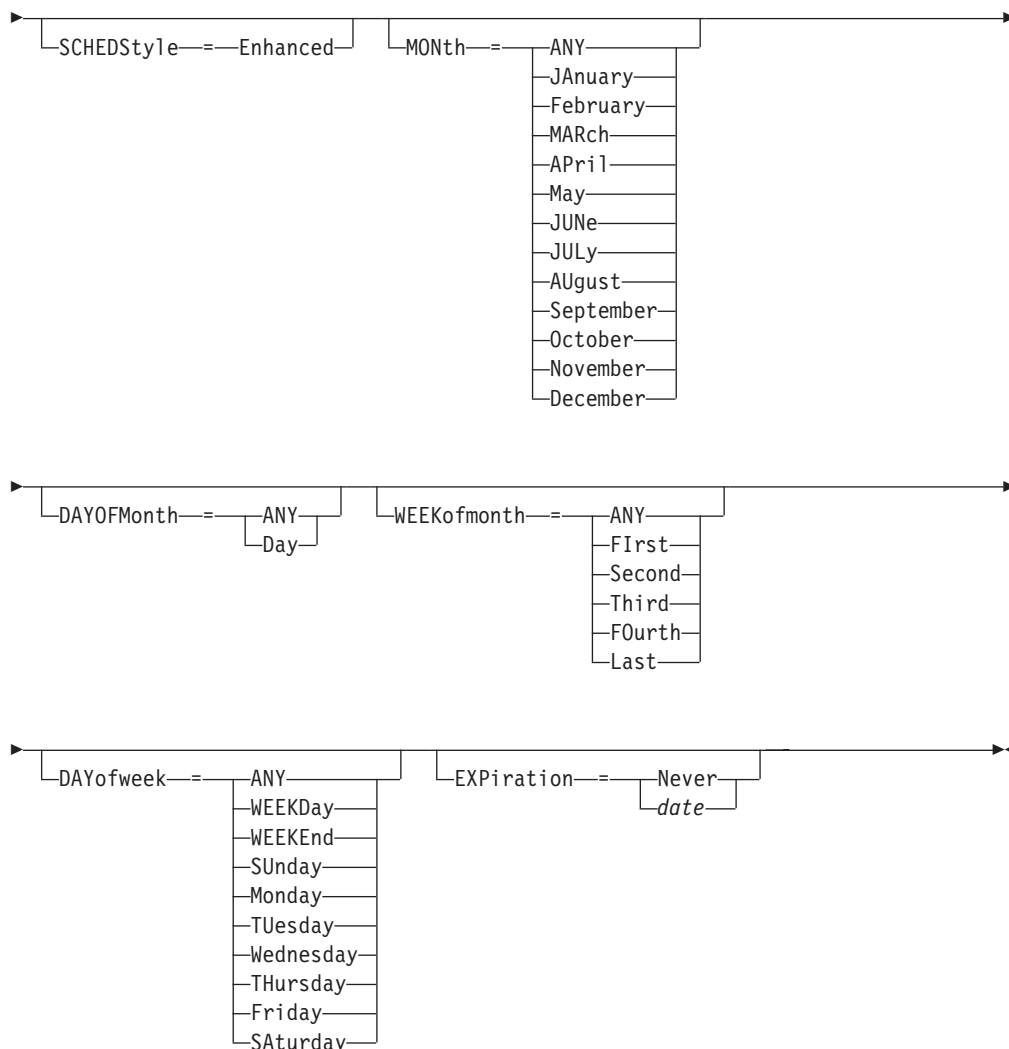 SCHEDStyle = Enhanced MONth = ANY
JAnuary
February
MARch
APril
May
JUNe
JULy
AUgust
September
October
November
December
DAYOFMonth = ANY WEEKofmonth = ANY
Day FIrst
Second
Third
FOurth
Last
DAYofweek = ANY EXPiration = Never
WEEKDay date
WEEKEnd
SUnday
Monday
TUesday
Wednesday
THursday
Friday
SAturday